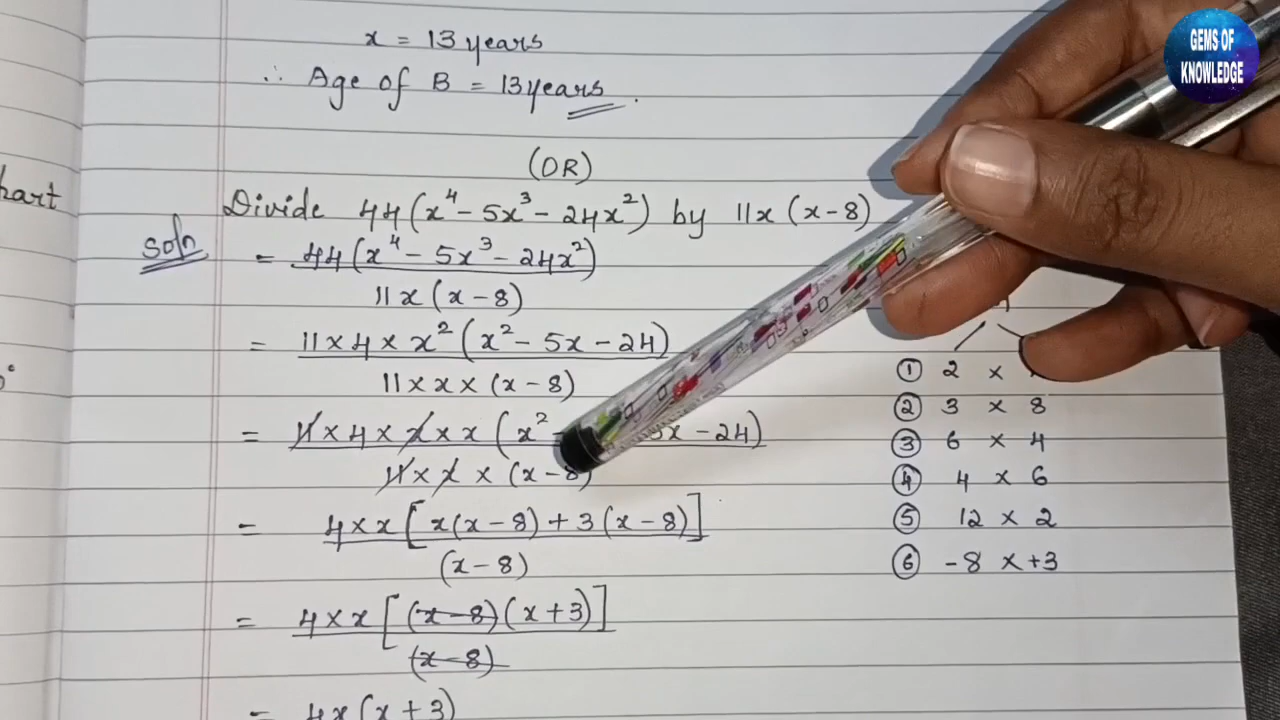 GEMS OF
KNOWLEDGE
x = 13 years
∴ Age of B = 13 years.
(OR)
hart
Divide 44(x⁴ - 5x³ - 24x²) by 11x (x-8)
Soln
= 44(x⁴ - 5x³ - 24x²)
11x (x-8)
= 11 × 4 × x² (x² - 5x - 24)
11 × x × (x-8)
= 11 × 4 × x × x (x² 8x - 24)
11 × x × (x-8)
= 4 × x [x(x-8) + 3(x-8)]
(x-8)
= 4 × x [(x-8)(x+3)]
(x-8)
= 4x(x+3)
① 2 ×
② 3 × 8
③ 6 × 4
④ 4 × 6
⑤ 12 × 2
⑥ -8 × +3